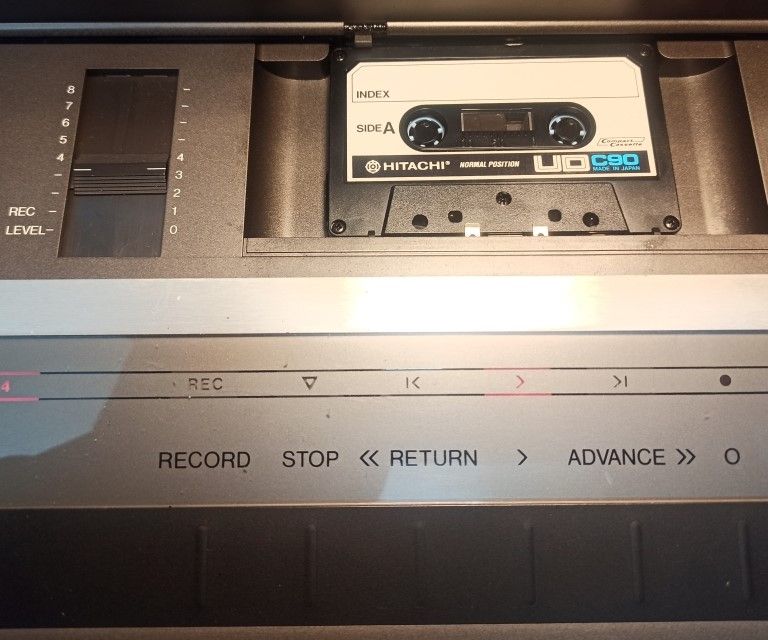 8
7
6
5
4
4
3
2
1
0
REC
LEVEL
INDEX
SIDE A
Compact Cassette
HITACHI® NORMAL POSITION UD C90
MADE IN JAPAN
4 REC
RECORD STOP << RETURN > ADVANCE >> O